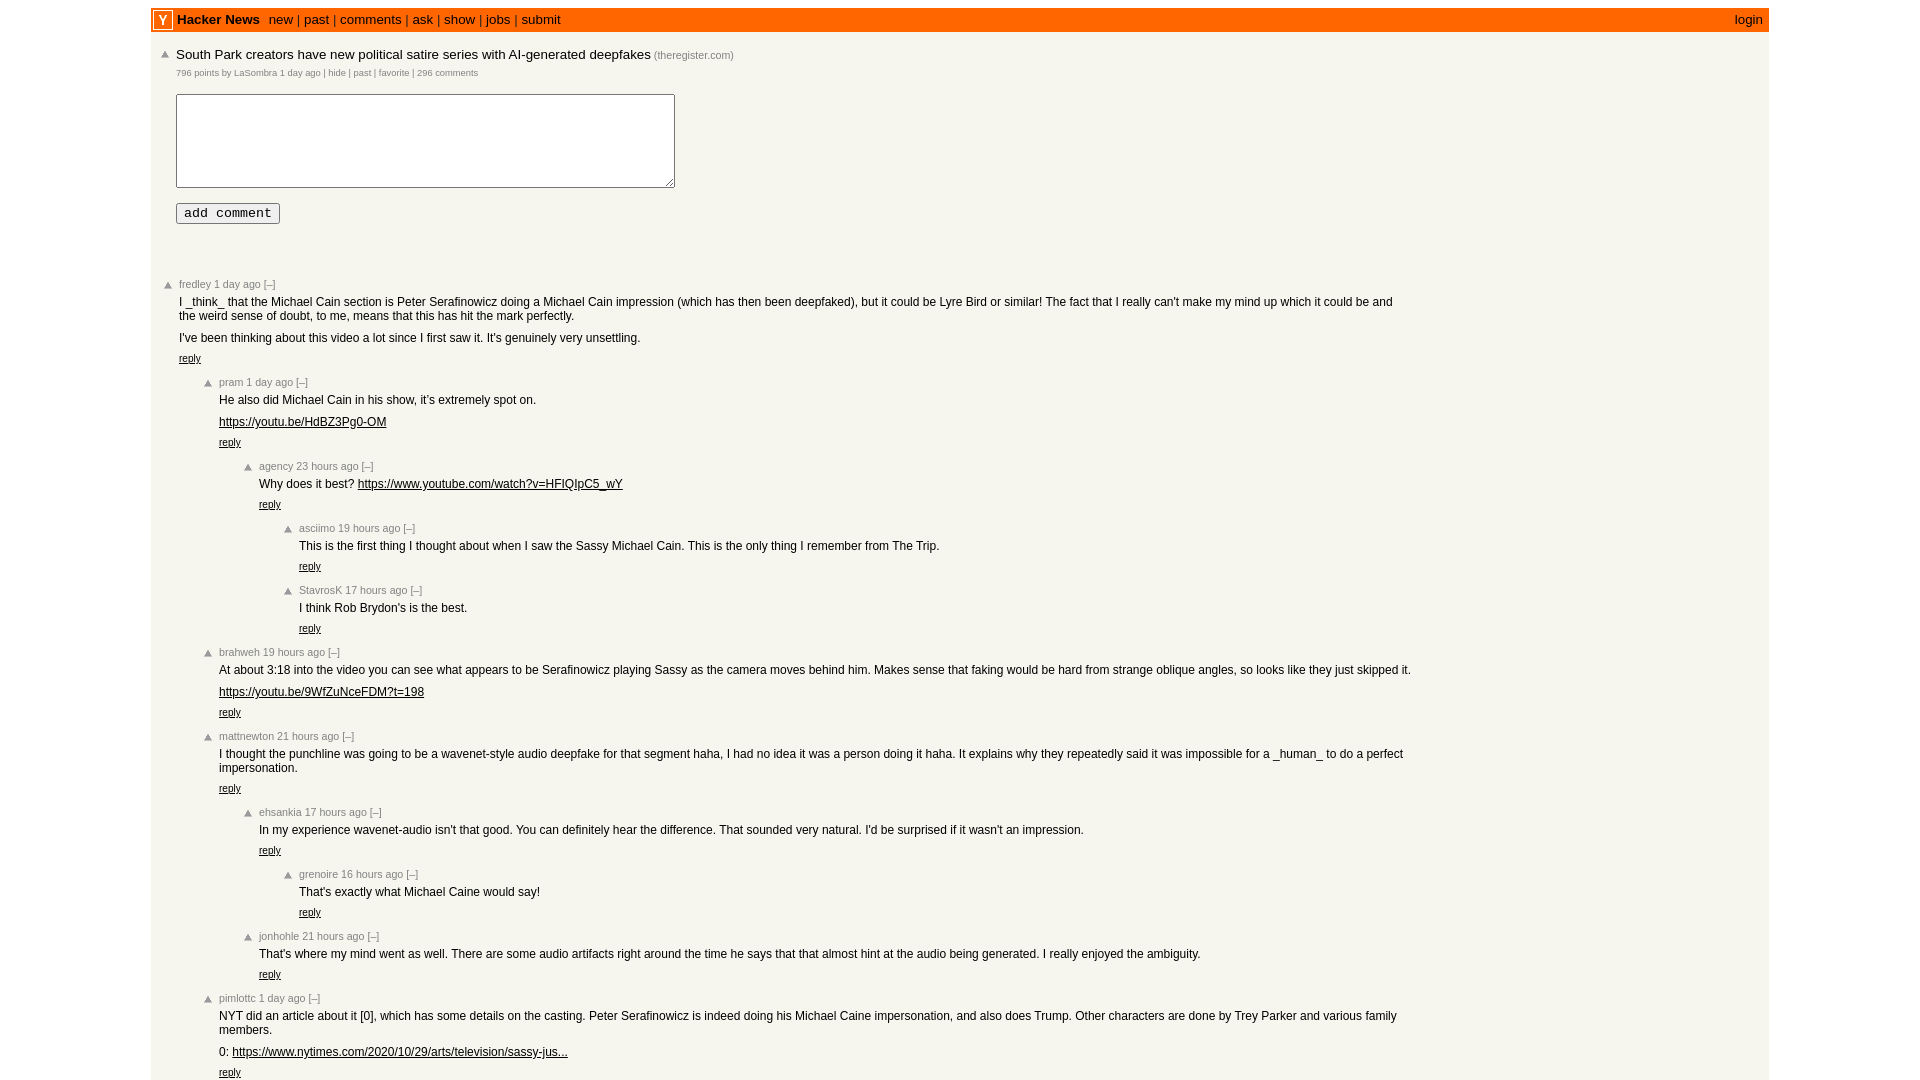 Y Hacker News new | past | comments | ask | show | jobs | submit login
South Park creators have new political satire series with AI-generated deepfakes (theregister.com)
796 points by LaSombra 1 day ago | hide | past | favorite | 296 comments
add comment
fredley 1 day ago [–]
I _think_ that the Michael Cain section is Peter Serafinowicz doing a Michael Cain impression (which has then been deepfaked), but it could be Lyre Bird or similar! The fact that I really can't make my mind up which it could be and
the weird sense of doubt, to me, means that this has hit the mark perfectly.
I've been thinking about this video a lot since I first saw it. It's genuinely very unsettling.
reply
pram 1 day ago [–]
He also did Michael Cain in his show, it's extremely spot on.
https://youtu.be/HdBZ3Pg0-OM
reply
agency 23 hours ago [–]
Why does it best? https://www.youtube.com/watch?v=HFIQIpC5_wY
reply
asciimo 19 hours ago [–]
This is the first thing I thought about when I saw the Sassy Michael Cain. This is the only thing I remember from The Trip.
reply
StavrosK 17 hours ago [–]
I think Rob Brydon's is the best.
reply
brahweh 19 hours ago [–]
At about 3:18 into the video you can see what appears to be Serafinowicz playing Sassy as the camera moves behind him. Makes sense that faking would be hard from strange oblique angles, so looks like they just skipped it.
https://youtu.be/9WfZuNceFDM?t=198
reply
mattnewton 21 hours ago [–]
I thought the punchline was going to be a wavenet-style audio deepfake for that segment haha, I had no idea it was a person doing it haha. It explains why they repeatedly said it was impossible for a _human_ to do a perfect
impersonation.
reply
ehsankia 17 hours ago [–]
In my experience wavenet-audio isn't that good. You can definitely hear the difference. That sounded very natural. I'd be surprised if it wasn't an impression.
reply
grenoire 16 hours ago [–]
That's exactly what Michael Caine would say!
reply
jonhohle 21 hours ago [–]
That's where my mind went as well. There are some audio artifacts right around the time he says that that almost hint at the audio being generated. I really enjoyed the ambiguity.
reply
pimlottc 1 day ago [–]
NYT did an article about it [0], which has some details on the casting. Peter Serafinowicz is indeed doing his Michael Caine impersonation, and also does Trump. Other characters are done by Trey Parker and various family
members.
0: https://www.nytimes.com/2020/10/29/arts/television/sassy-jus...
reply